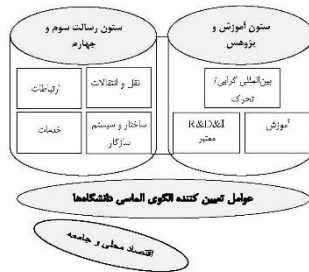 ستون آموزش و
پژوهش
ستون رسالت سوم و
چهارم
بین‌المللی گرایی/
تحرک
آموزش
R&D&I
معتبر
نقل و انتقالات
ارتباطات
ساختار و سیستم
سازگار
خدمات
عوامل تعیین کننده الگوی الماسی دانشگاه‌ها
اقتصاد محلی و جامعه